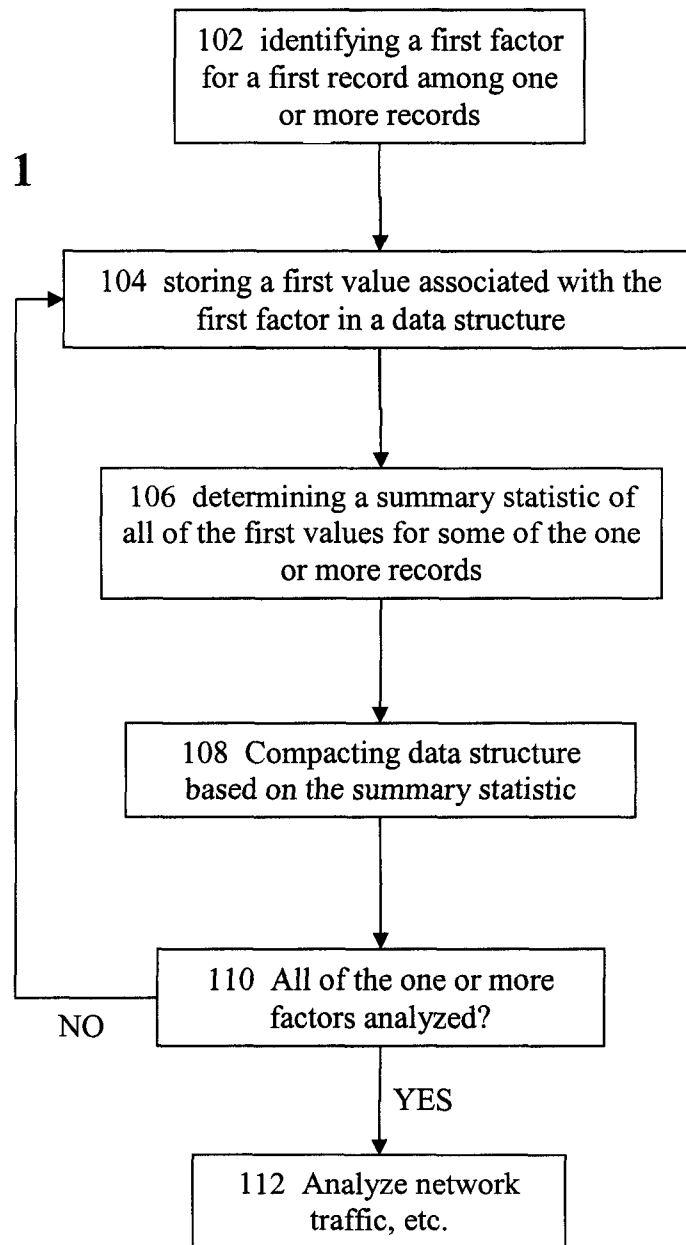 102 identifying a first factor
for a first record among one
or more records
1
104 storing a first value associated with the
first factor in a data structure
106 determining a summary statistic of
all of the first values for some of the one
or more records
108 Compacting data structure
based on the summary statistic
110 All of the one or more
factors analyzed?
NO
YES
112 Analyze network
traffic, etc.